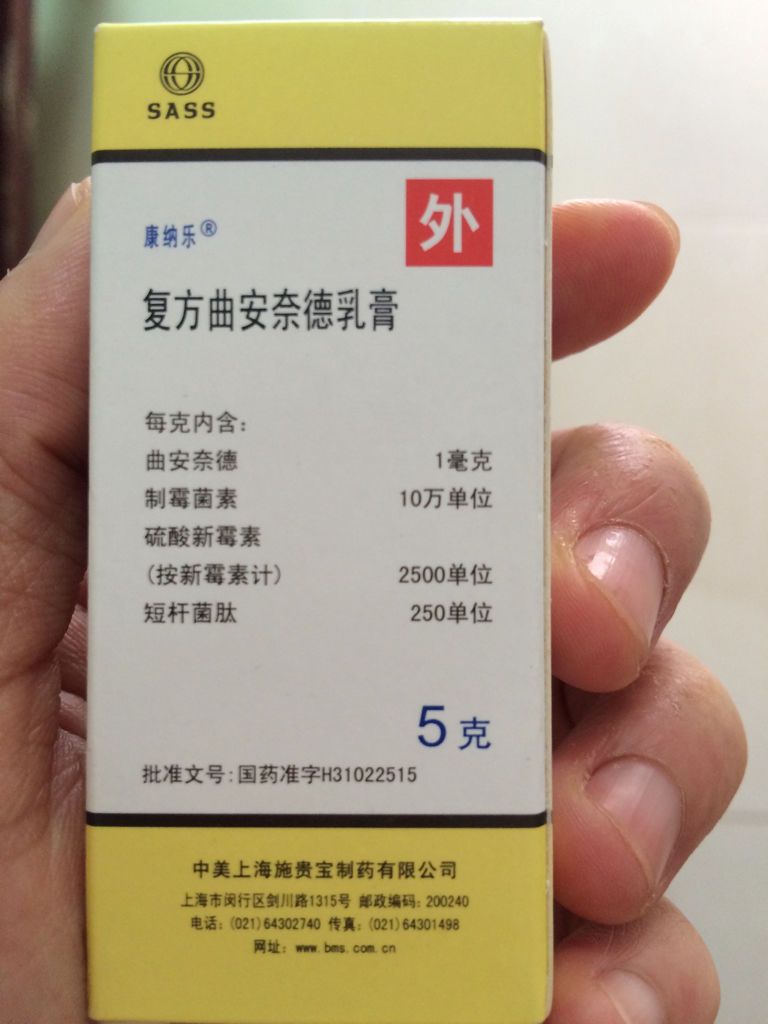 SASS
外
康纳乐®
复方曲安奈德乳膏
每克内含:
曲安奈德 1毫克
制霉菌素 10万单位
硫酸新霉素
(按新霉素计) 2500单位
短杆菌肽 250单位
5克
批准文号:国药准字H31022515
中美上海施贵宝制药有限公司
上海市闵行区剑川路1315号 邮政编码: 200240
电话: (021)64302740 传真: (021)64301498
网址: www.bms.com.cn